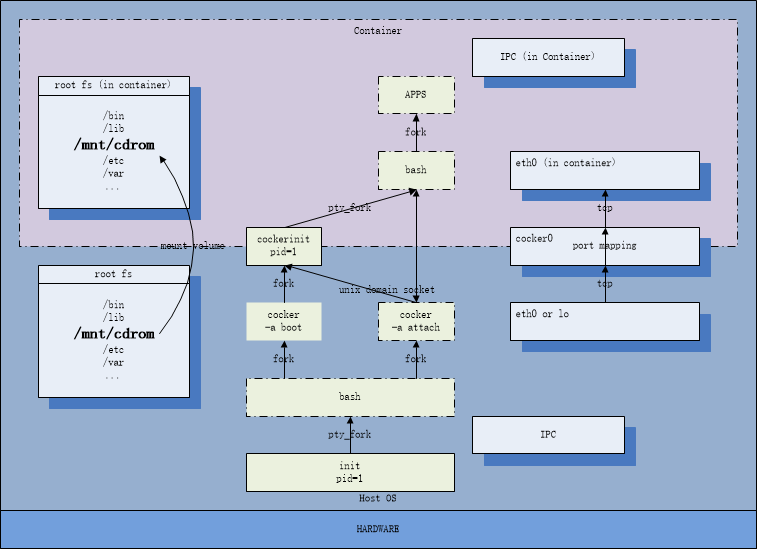 Container
IPC (in Container)
root fs (in container)
/bin
/lib
/mnt/cdrom
/etc
/var
...
APPS
fork
bash
eth0 (in container)
pty_fork
tcp
cockerinit
pid=1
cocker0
port mapping
mount volume
root fs
/bin
/lib
/mnt/cdrom
/etc
/var
...
fork
unix domain socket
tcp
cocker
-a boot
cocker
-a attach
eth0 or lo
fork
fork
bash
pty_fork
IPC
init
pid=1
Host OS
HARDWARE